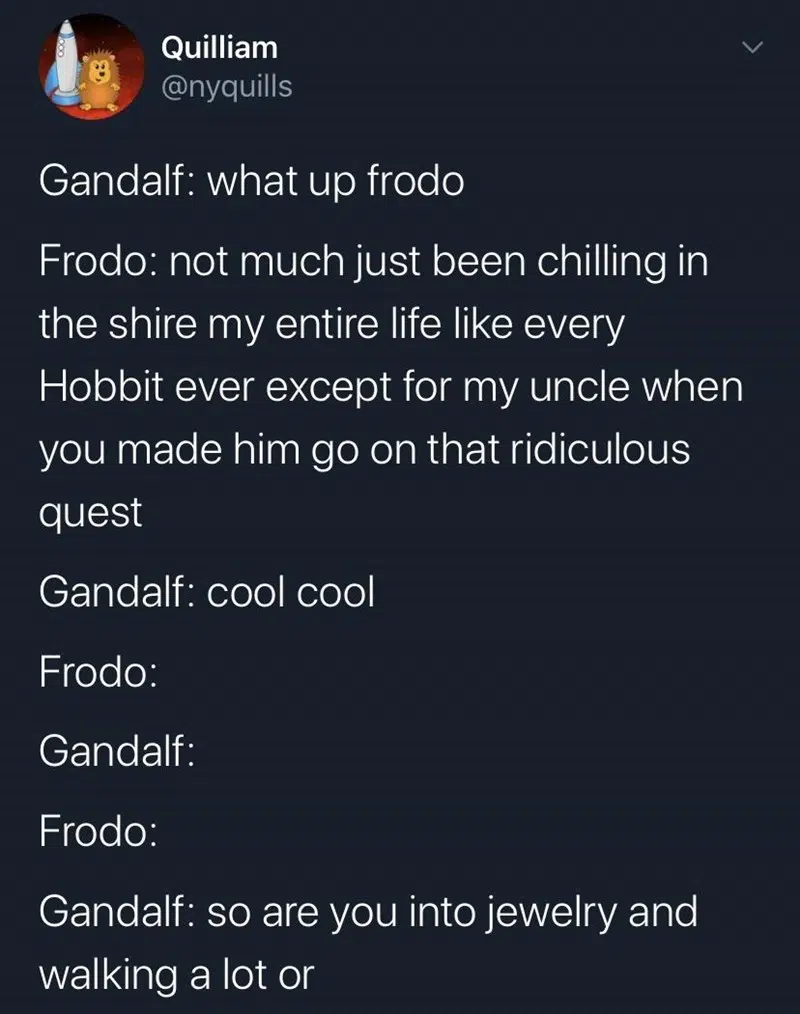 Quilliam
@nyquills
Gandalf: what up frodo
Frodo: not much just been chilling in
the shire my entire life like every
Hobbit ever except for my uncle when
you made him go on that ridiculous
quest
Gandalf: cool cool
Frodo:
Gandalf:
Frodo:
Gandalf: so are you into jewelry and
walking a lot or